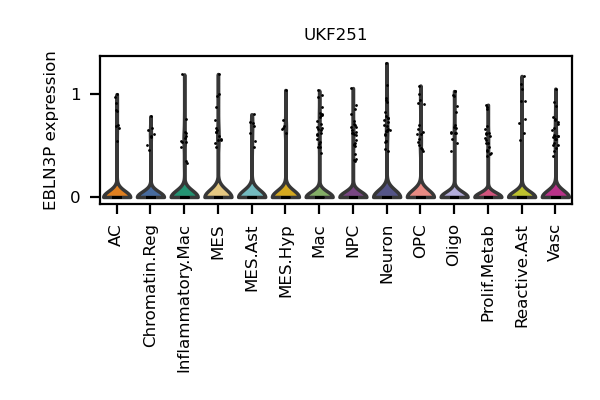 UKF251
EBLN3P expression
1
0
AC
Chromatin.Reg
Inflammatory.Mac
MES
MES.Ast
MES.Hyp
Mac
NPC
Neuron
OPC
Oligo
Prolif.Metab
Reactive.Ast
Vasc